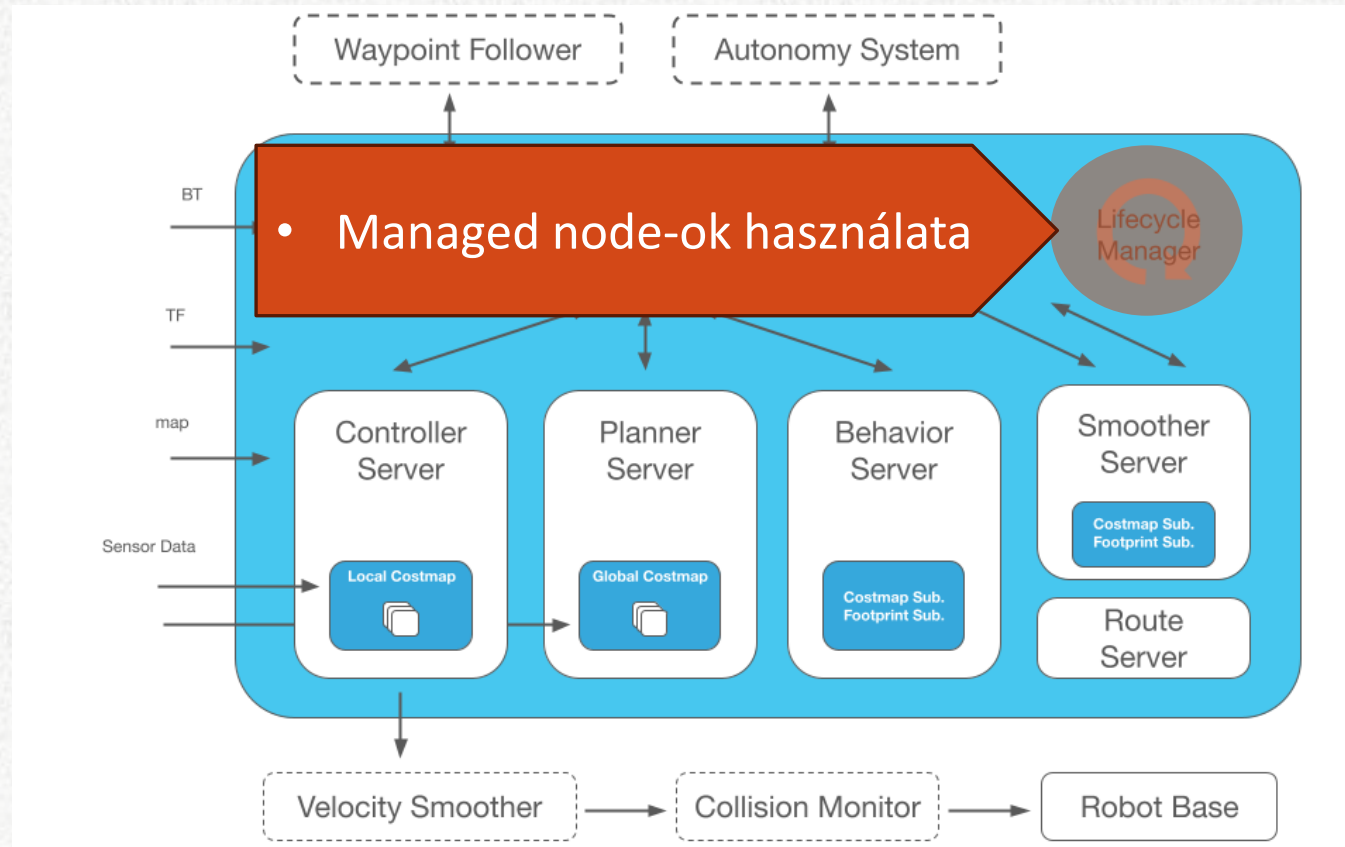 Waypoint Follower
Autonomy System
BT
• Managed node-ok használata
Lifecycle
Manager
TF
map
Sensor Data
Controller
Server
Local Costmap
Planner
Server
Global Costmap
Behavior
Server
Costmap Sub.
Footprint Sub.
Smoother
Server
Costmap Sub.
Footprint Sub.
Route
Server
Velocity Smoother
Collision Monitor
Robot Base